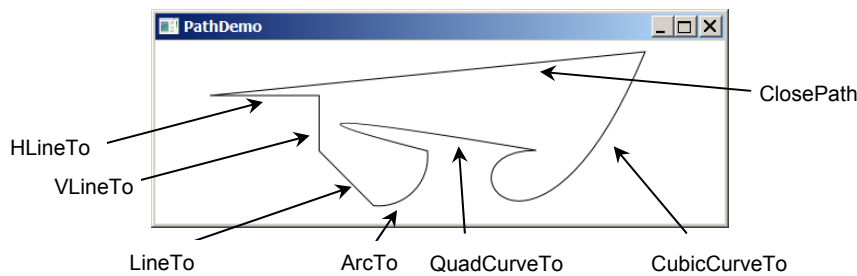 PathDemo
ClosePath
HLineTo
VLineTo
LineTo
ArcTo
QuadCurveTo
CubicCurveTo